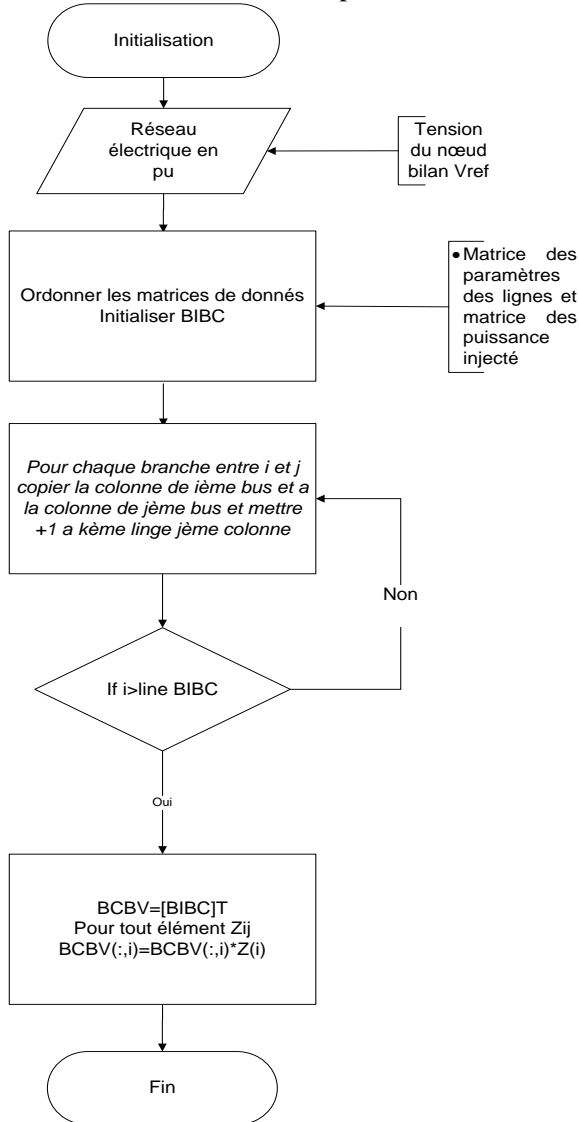 Initialisation
Réseau
électrique en
pu
Tension
du nœud
bilan Vref
Ordonner les matrices de donnés
Initialiser BIBC
•Matrice des
paramètres
des lignes et
matrice des
puissance
injecté
Pour chaque branche entre i et j
copier la colonne de ième bus et a
la colonne de jème bus et mettre
+1 a kème linge jème colonne
Non
If i>line BIBC
Oui
BCBV=[BIBC]T
Pour tout élément Zij
BCBV(:,i)=BCBV(:,i)*Z(i)
Fin